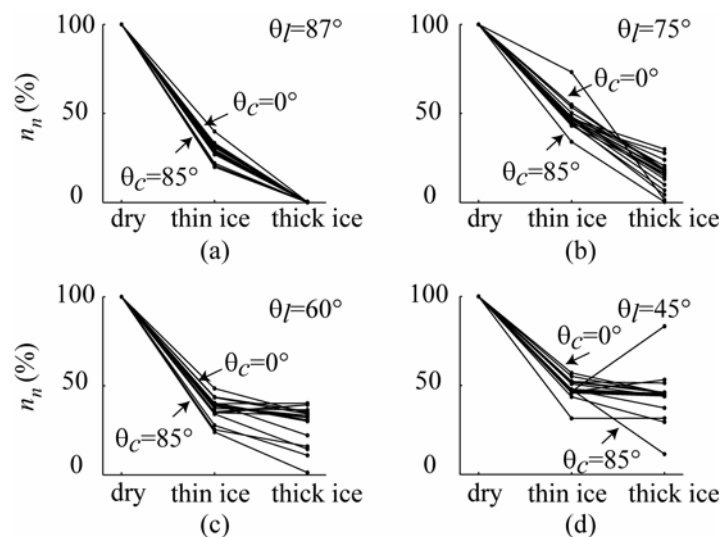 100
θl=87°
nn (%)
θc=0°
50
θc=85°
0
dry thin ice thick ice
(a)
100
θl=75°
θc=0°
50
θc=85°
0
dry thin ice thick ice
(b)
100
θl=60°
nn (%)
θc=0°
50
θc=85°
0
dry thin ice thick ice
(c)
100
θl=45°
θc=0°
50
θc=85°
0
dry thin ice thick ice
(d)